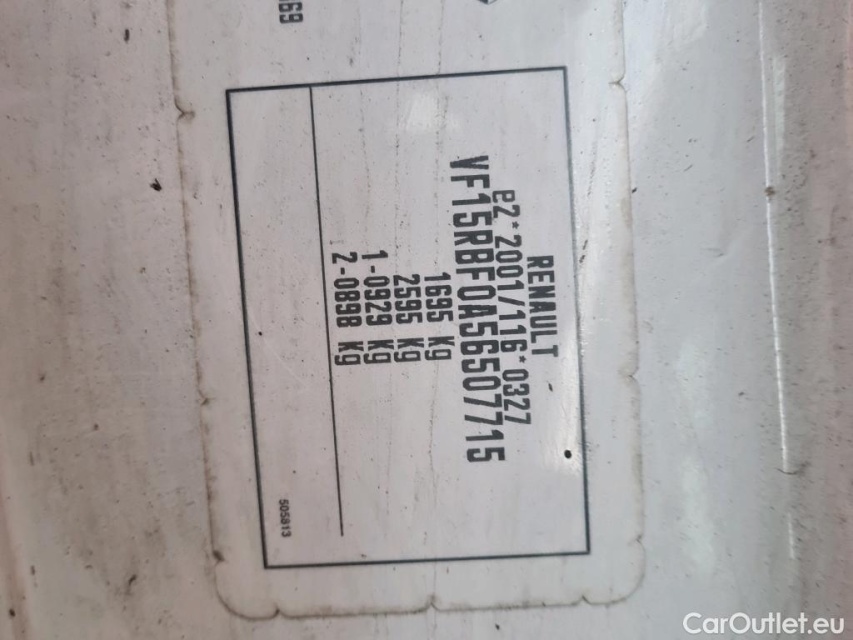 669
RENAULT
e2*2001/116*0327
VF15RBF0A56507715
1695 Kg
2595 Kg
1-0929 Kg
2-0898 Kg
505813
CarOutlet.eu